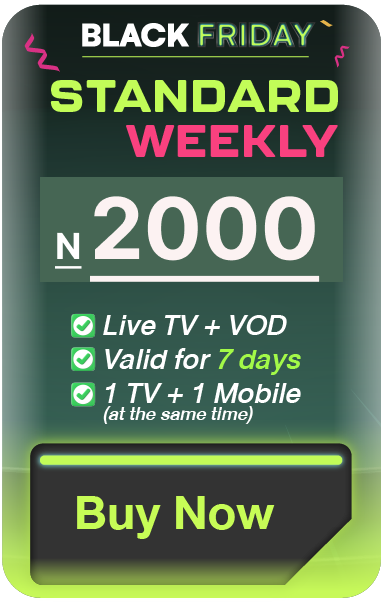 BLACK FRIDAY
STANDARD
WEEKLY
N 2000
Live TV + VOD
Valid for 7 days
1 TV + 1 Mobile
(at the same time)
Buy Now